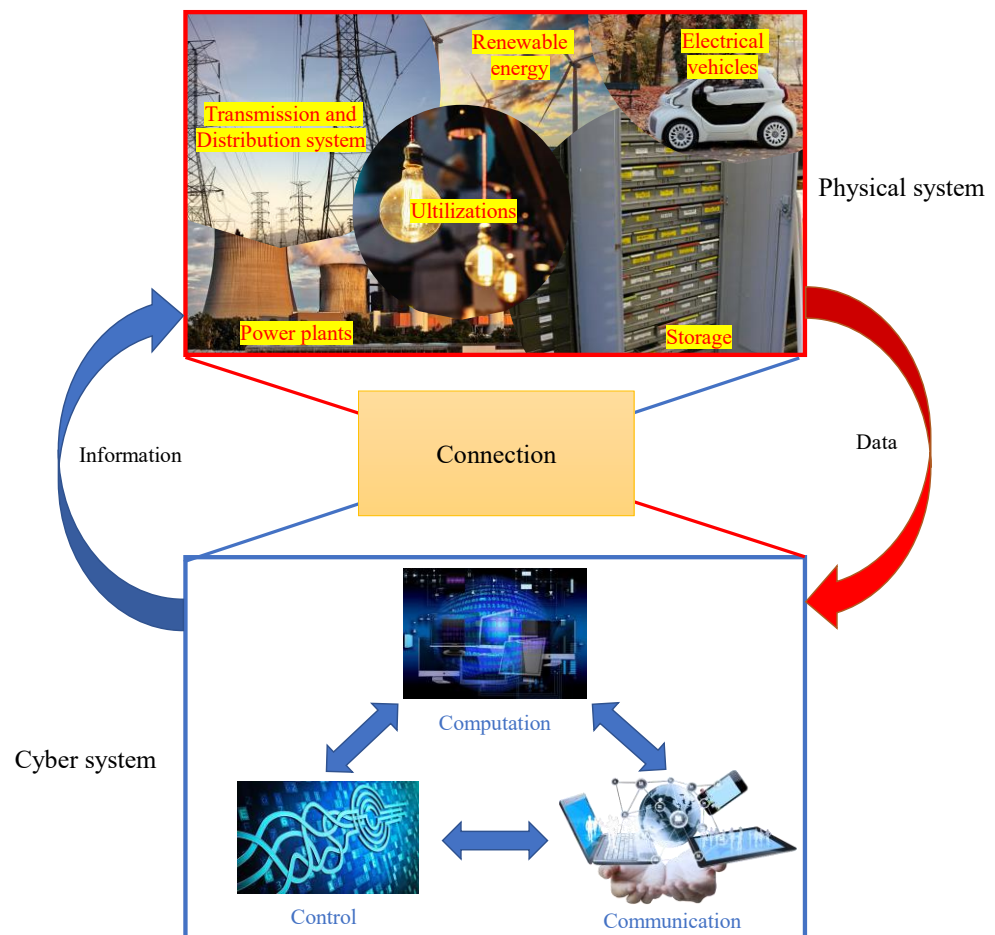 Renewable
energy
Electrical
vehicles
Transmission and
Distribution system
Ultilizations
Physical system
Power plants
Storage
Information
Connection
Data
Computation
Cyber system
Control
Communication